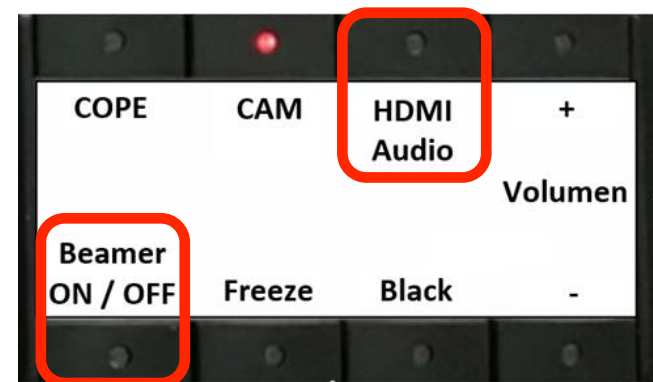 COPE CAM HDMI +
Audio
Volumen
Beamer
ON / OFF Freeze Black -